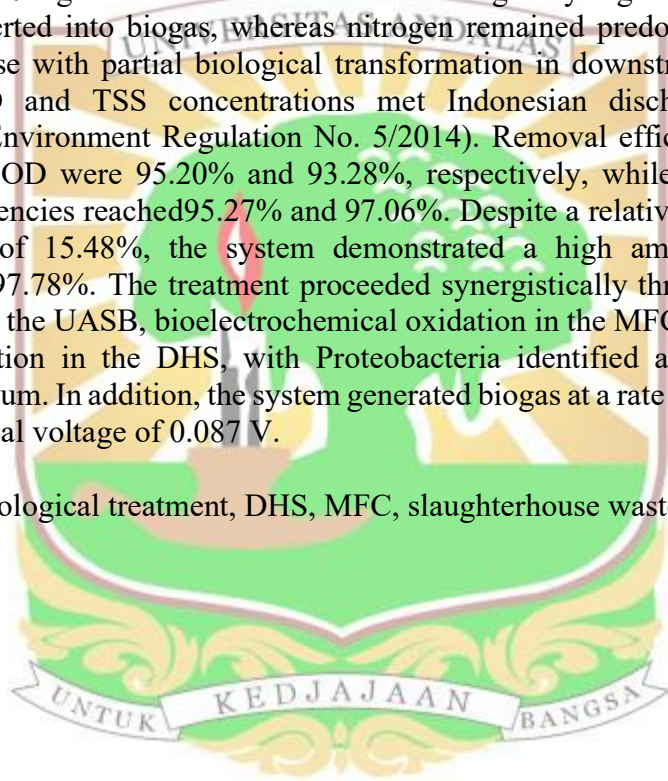 erted into biogas, whereas nitrogen remained predo
UNIVERSITAS ANDALAS
se with partial biological transformation in downstr
and TSS concentrations met Indonesian disch
nvironment Regulation No. 5/2014). Removal effic
OD were 95.20% and 93.28%, respectively, while
encies reached95.27% and 97.06%. Despite a relativ
of 15.48%, the system demonstrated a high am
97.78%. The treatment proceeded synergistically thr
the UASB, bioelectrochemical oxidation in the MFC
tion in the DHS, with Proteobacteria identified a
um. In addition, the system generated biogas at a rate
al voltage of 0.087 V.
ological treatment, DHS, MFC, slaughterhouse wast
UNTUK KEDJAJAAN BANGSA